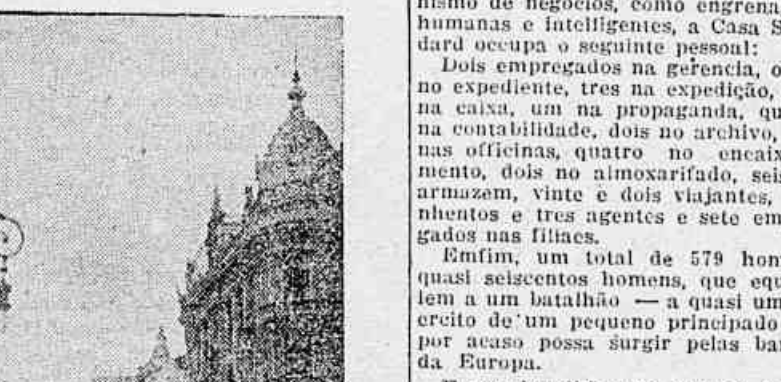 nismo de negocios, como engrena
humanas e intelligentes, a Casa S
dard occupa o seguinte pessoal:
Dois empregados na gerencia, o
no expediente, tres na expedição,
na caixa, um na propaganda, qu
na contabilidade, dois no archivo,
nas officinas, quatro no encaix
mento, dois no almoxarifado, seis
armazem, vinte e dois viajantes,
nhentos e tres agentes e sete em
gados nas filiaes.
Emfim, um total de 579 hom
quasi seiscentos homens, que equ
lem a um batalhão — a quasi um
ercito de um pequeno principado
por acaso possa surgir pelas ba
da Europa.